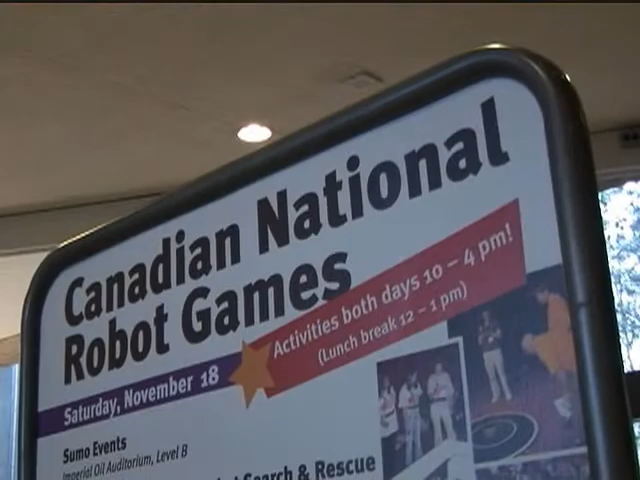 Canadian National
Robot Games
Activities both days 10 – 4 pm!
(Lunch break 12 – 1 pm)
Saturday, November 18
Sumo Events
Imperial Oil Auditorium, Level B
Search & Rescue